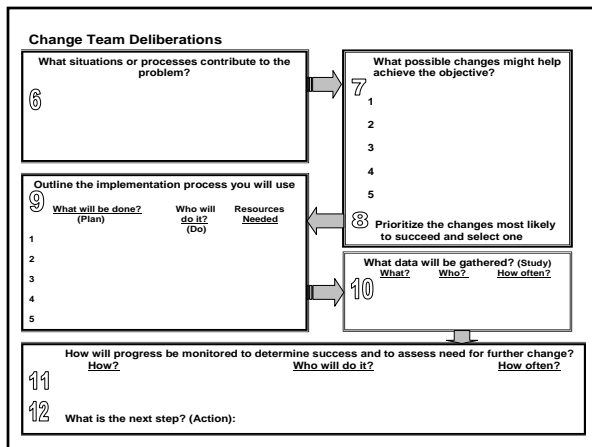 Change Team Deliberations
What situations or processes contribute to the
problem?
6
What possible changes might help
achieve the objective?
7
1
2
3
4
5
8 Prioritize the changes most likely
to succeed and select one
Outline the implementation process you will use
9
What will be done? Who will Resources
(Plan) do it? Needed
(Do)
1
2
3
4
5
What data will be gathered? (Study)
What? Who? How often?
10
How will progress be monitored to determine success and to assess need for further change?
How? Who will do it? How often?
11
12 What is the next step? (Action):